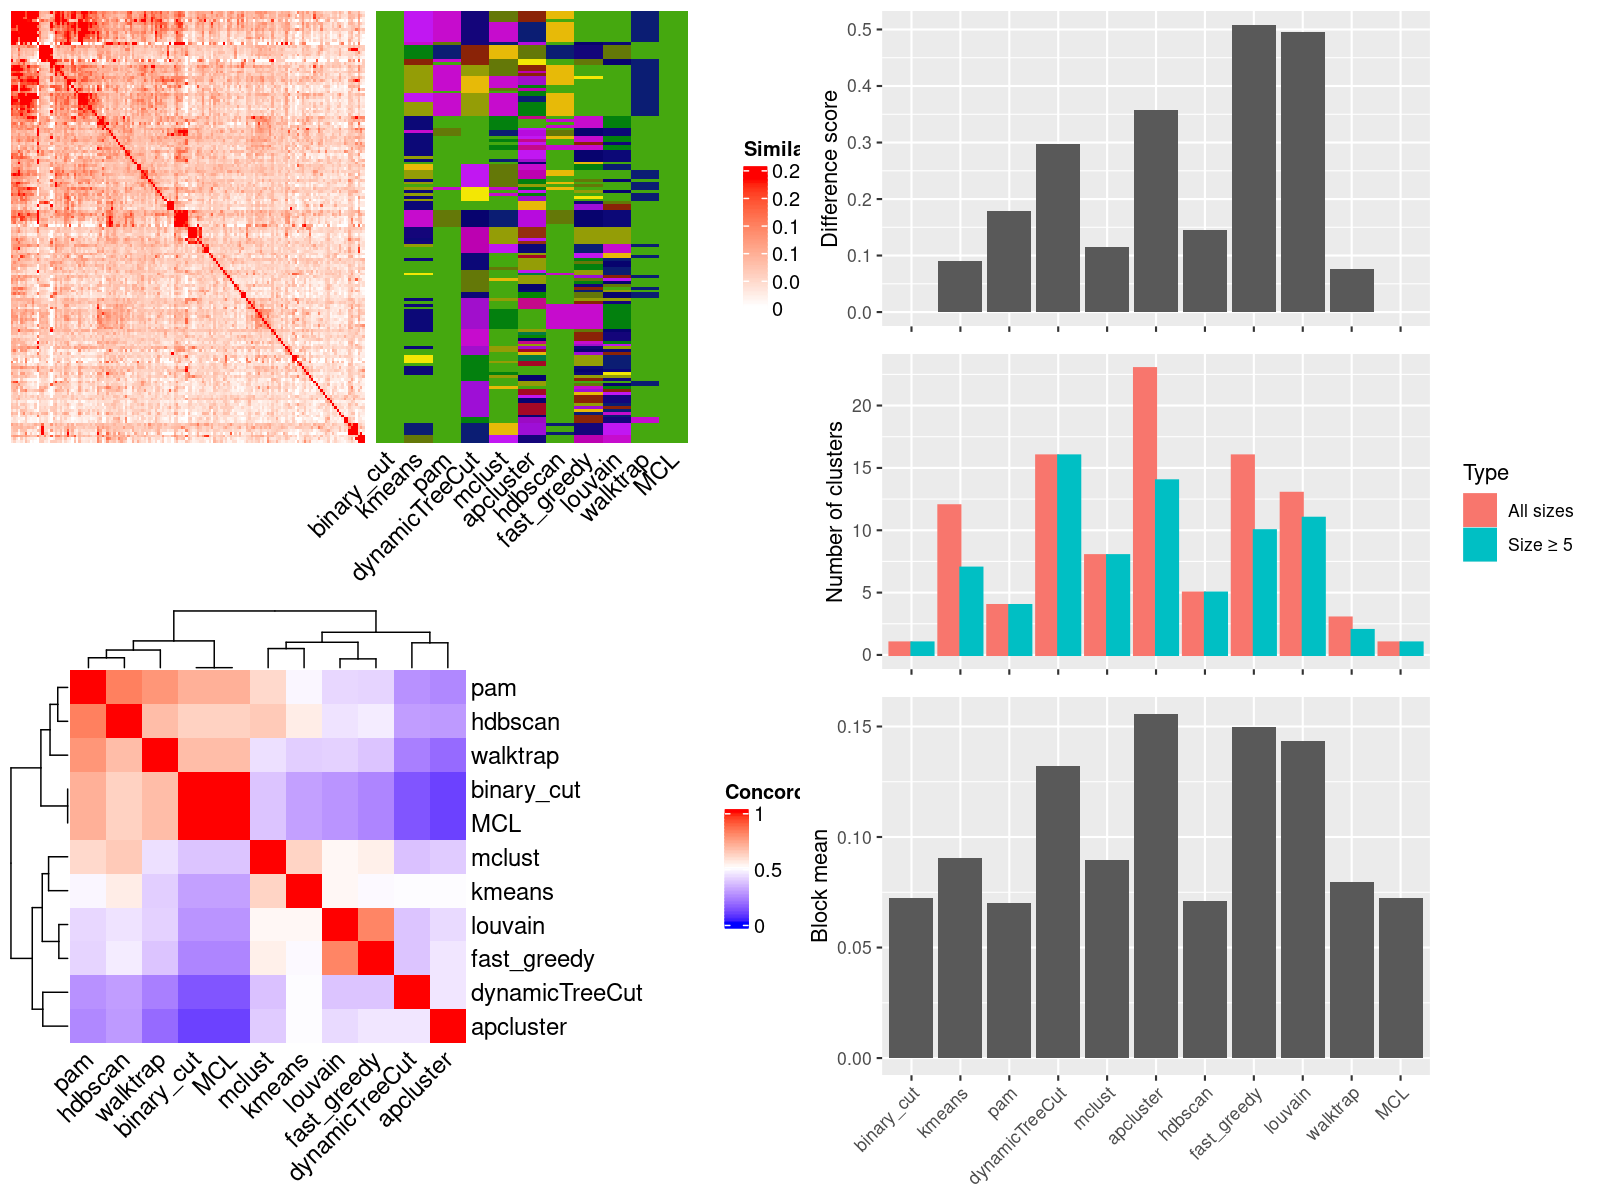 Simila
0.2
0.2
0.1
0.1
0.0
0
binary_cut
kmeans
pam
dynamicTreeCut
mclust
apcluster
hdbscan
fast_greedy
louvain
walktrap
MCL
pam
hdbscan
walktrap
binary_cut
MCL
mclust
kmeans
louvain
fast_greedy
dynamicTreeCut
apcluster
pam
hdbscan
walktrap
binary_cut
MCL
mclust
kmeans
louvain
fast_greedy
dynamicTreeCut
apcluster
Concord
1
0.5
0
Difference score
0.5
0.4
0.3
0.2
0.1
0.0
Number of clusters
20
15
10
5
0
Type
All sizes
Size ≥ 5
Block mean
0.15
0.10
0.05
0.00
binary_cut
kmeans
pam
dynamicTreeCut
mclust
apcluster
hdbscan
fast_greedy
louvain
walktrap
MCL